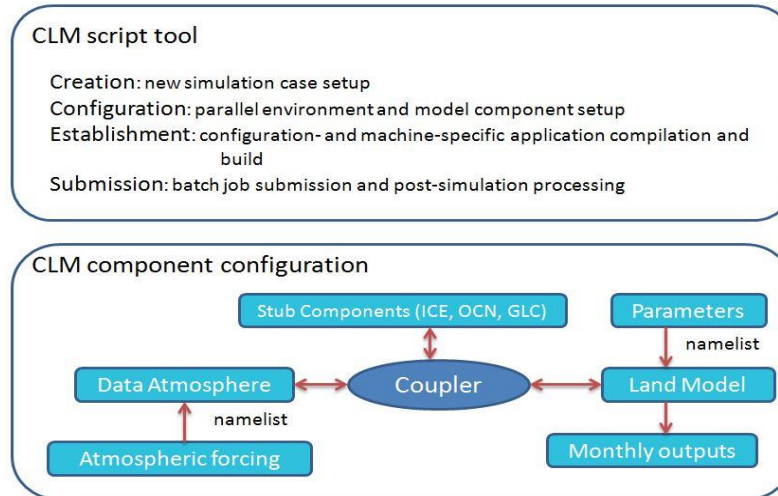 CLM script tool
Creation: new simulation case setup
Configuration: parallel environment and model component setup
Establishment: configuration- and machine-specific application compilation and
build
Submission: batch job submission and post-simulation processing
CLM component configuration
Stub Components (ICE, OCN, GLC)
Parameters
namelist
Data Atmosphere
Coupler
Land Model
namelist
Atmospheric forcing
Monthly outputs